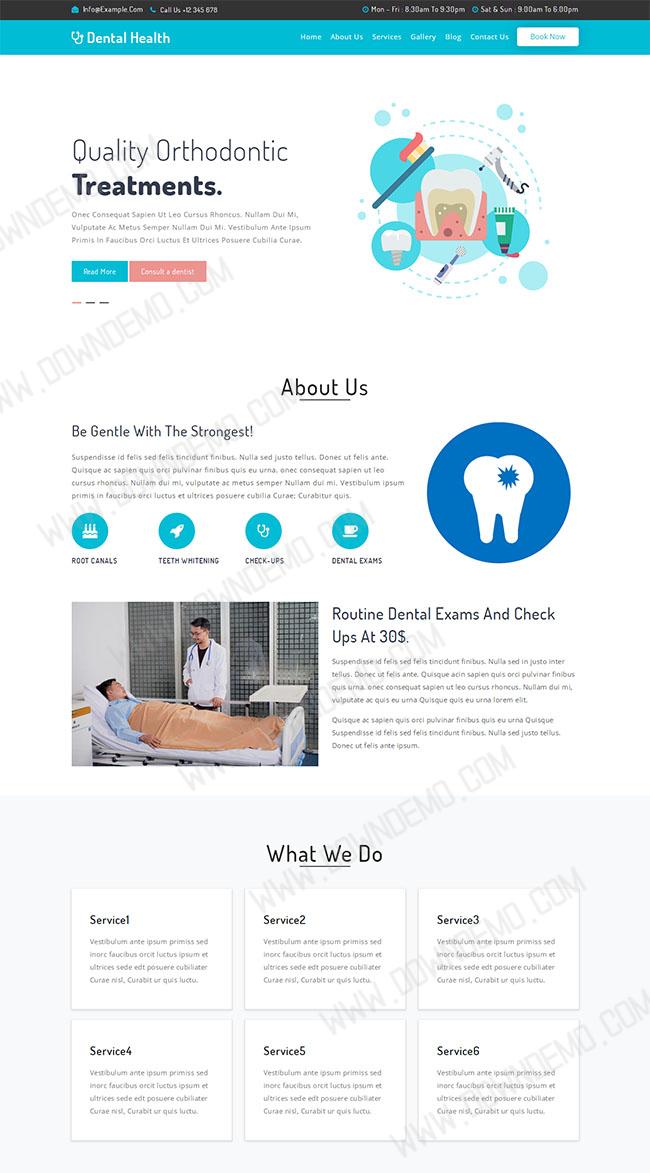 Info@Example.Com Call Us +12 345 678 Mon - Fri : 8.30am To 9:30pm Sat & Sun : 9.00am To 6:00pm
Dental Health Home About Us Services Gallery Blog Contact Us Book Now
Quality Orthodontic
Treatments.
Onec Consequat Sapien Ut Leo Cursus Rhoncus. Nullam Dui Mi,
Vulputate Ac Metus Semper Nullam Dui Mi. Vestibulum Ante Ipsum
Primis In Faucibus Orci Luctus Et Ultrices Posuere Cubilia Curae.
Read More Consult a dentist
About Us
Be Gentle With The Strongest!
Suspendisse id felis sed felis tincidunt finibus. Nulla sed justo tellus. Donec ut felis ante.
Quisque ac sapien quis orci pulvinar finibus quis eu urna. onec consequat sapien ut leo
cursus rhoncus. Nullam dui mi, vulputate ac metus semper nullam dui mi. Vestibulum ipsum
primis in faucibus orci luctus et ultrices posuere cubilia Curae; Curabitur quis.
ROOT CANALS TEETH WHITENING CHECK-UPS DENTAL EXAMS
Routine Dental Exams And Check
Ups At 30$.
Suspendisse id felis sed felis tincidunt finibus. Nulla sed in justo inter
tellus. Donec ut felis ante. Quisque acin sapien quis orci pulvinar finibus
quis urna. onec consequat sapien ut leo cursus rhoncus. Nullam dui mi,
vulputate ac quis eu urna Quisque quis eu urna lorem elit.
Quisque ac sapien quis orci pulvinar finibus quis eu urna Quisque
Suspendisse id felis sed felis tincidunt finibus. Nulla sed justo tellus.
Donec ut felis ante ipsum.
What We Do
Service1 Service2 Service3
Vestibulum ante ipsum primiss sed Vestibulum ante ipsum primiss sed Vestibulum ante ipsum primiss sed
inorc faucibus orcit luctus ipsum et inorc faucibus orcit luctus ipsum et inorc faucibus orcit luctus ipsum et
ultrices sede edt posuere cubiliater ultrices sede edt posuere cubiliater ultrices sede edt posuere cubiliater
Curae nisl, Curabit ur quis luctu. Curae nisl, Curabit ur quis luctu. Curae nisl, Curabit ur quis luctu.
Service4 Service5 Service6
Vestibulum ante ipsum primiss sed Vestibulum ante ipsum primiss sed Vestibulum ante ipsum primiss sed
inorc faucibus orcit luctus ipsum et inorc faucibus orcit luctus ipsum et inorc faucibus orcit luctus ipsum et
ultrices sede edt posuere cubiliater ultrices sede edt posuere cubiliater ultrices sede edt posuere cubiliater
Curae nisl, Curabit ur quis luctu. Curae nisl, Curabit ur quis luctu. Curae nisl, Curabit ur quis luctu.
WWW.DOWNDEMO.COM